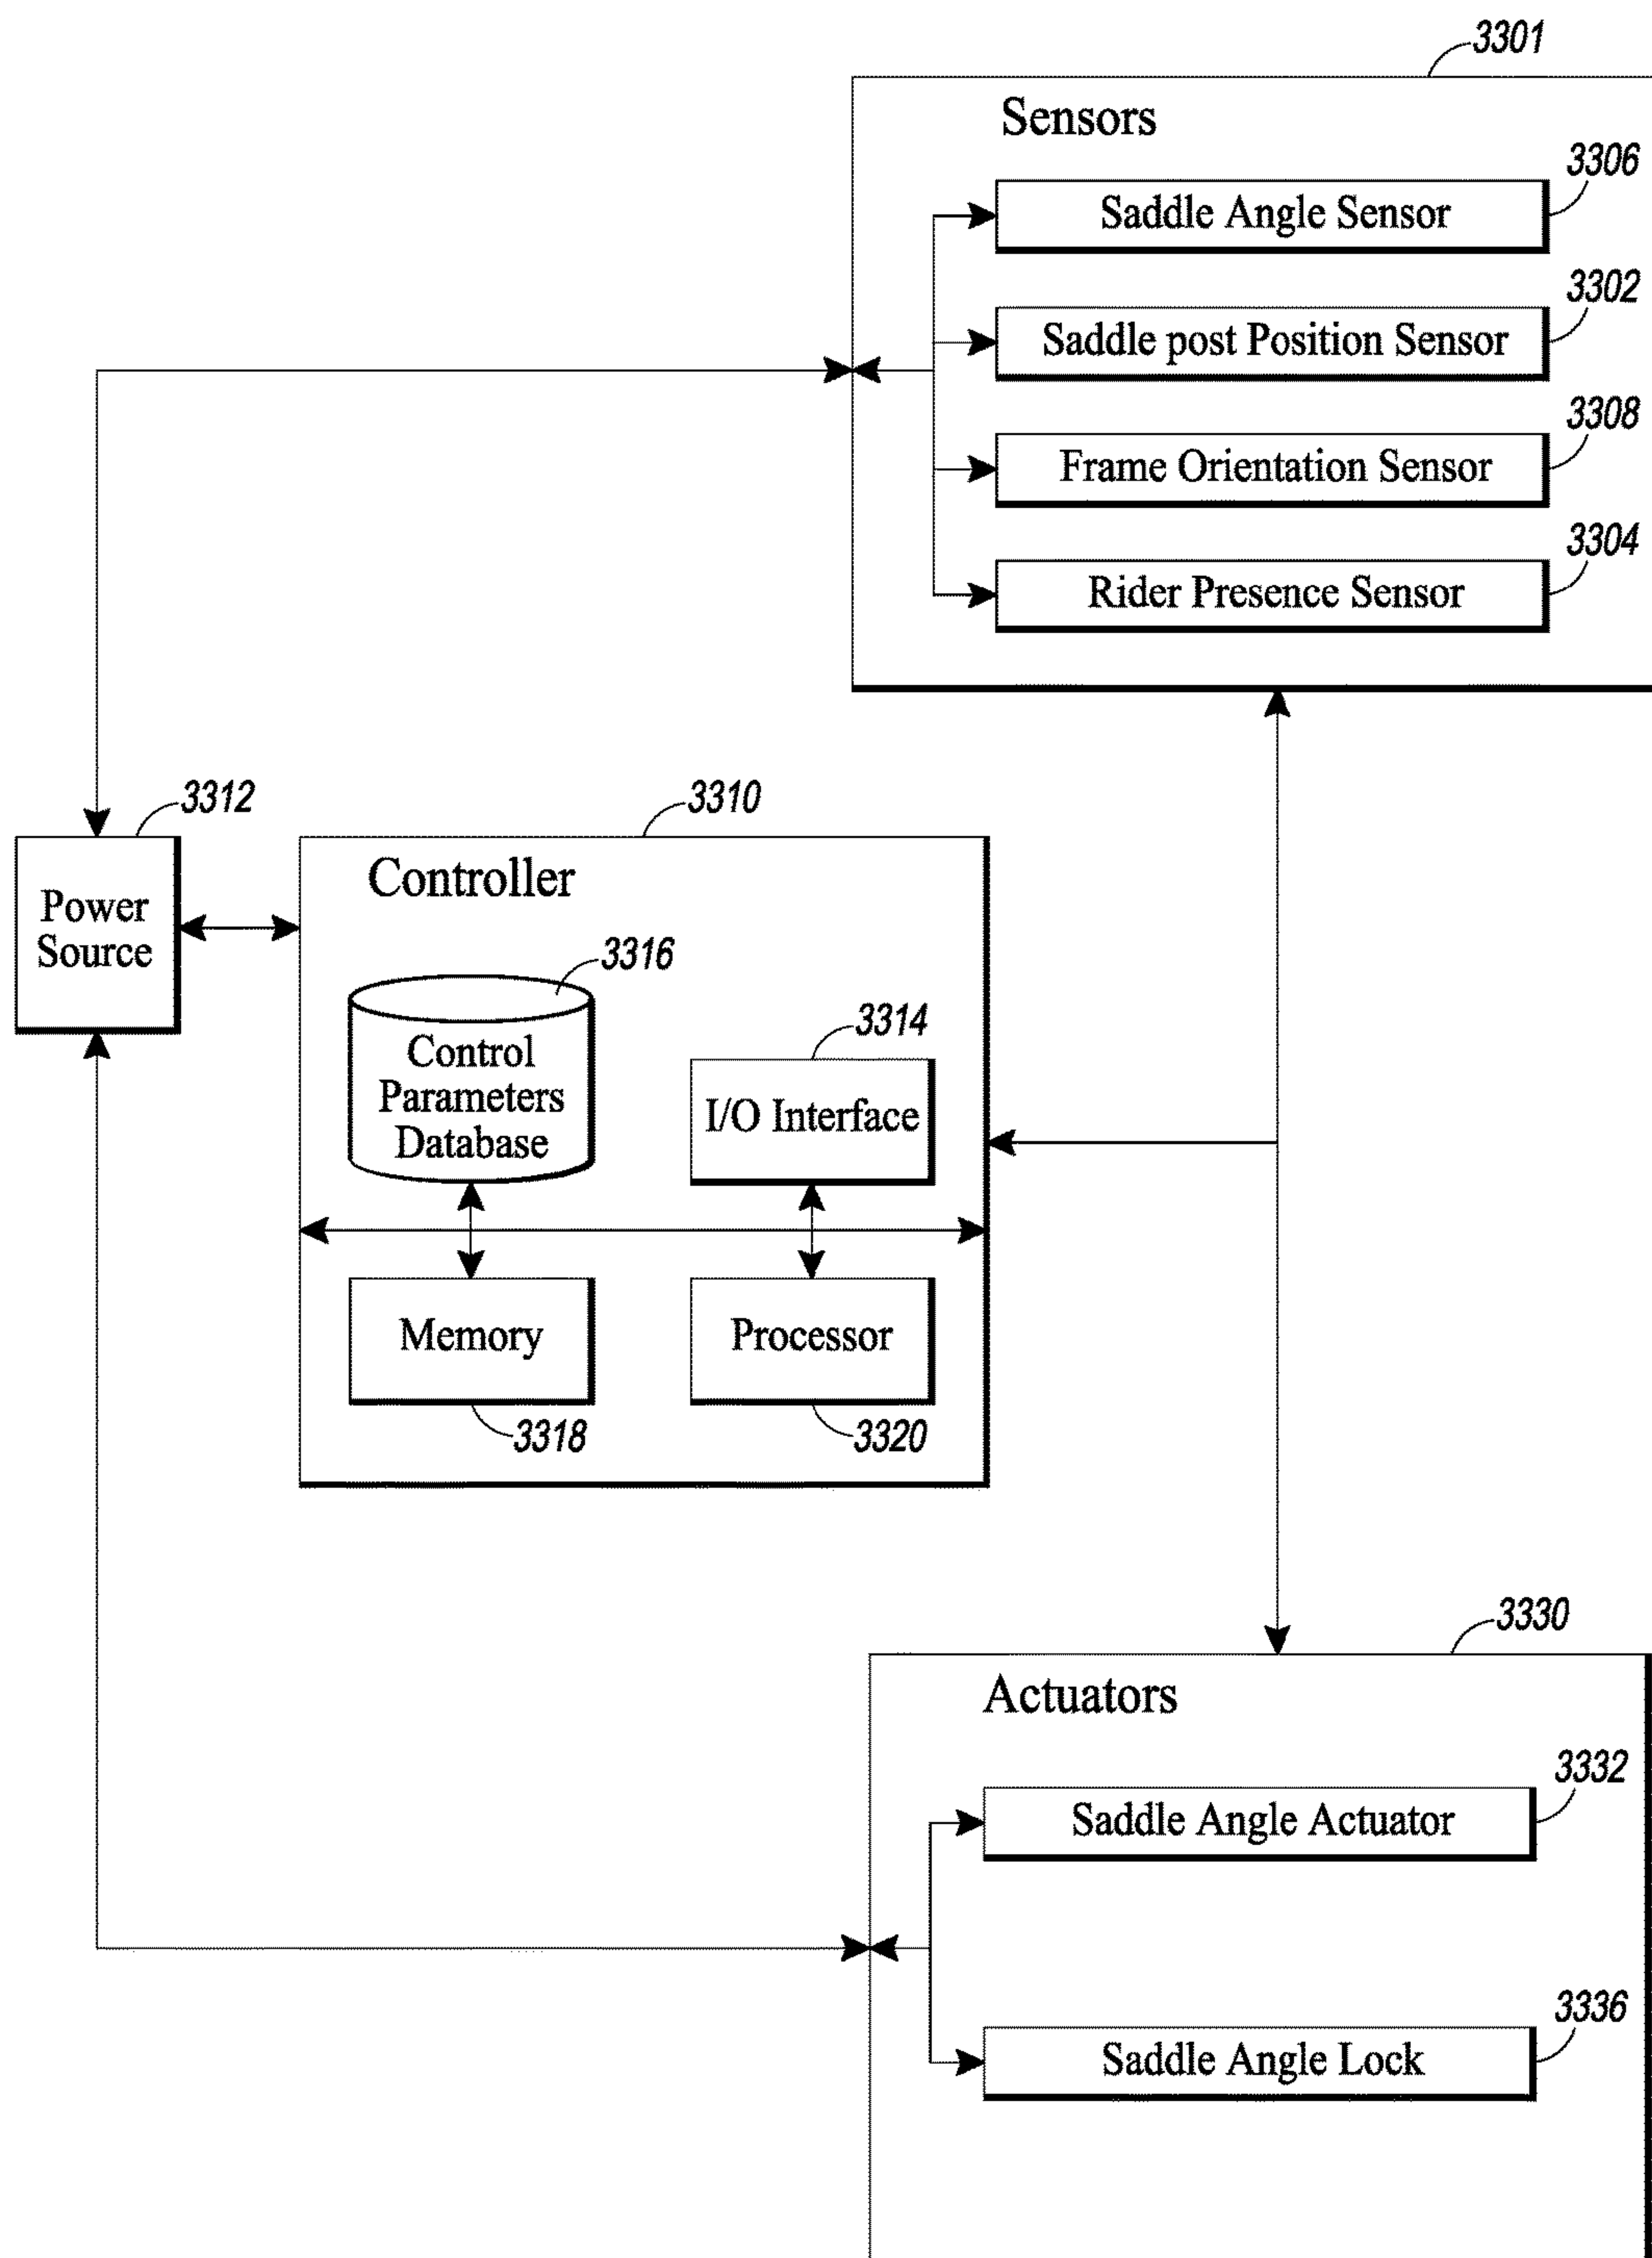 3301
Sensors
3306
Saddle Angle Sensor
3302
Saddle post Position Sensor
3308
Frame Orientation Sensor
3304
Rider Presence Sensor
3312
Power
Source
3310
Controller
3316
Control
Parameters
Database
3314
I/O Interface
Memory
3318
Processor
3320
3330
Actuators
3332
Saddle Angle Actuator
3336
Saddle Angle Lock